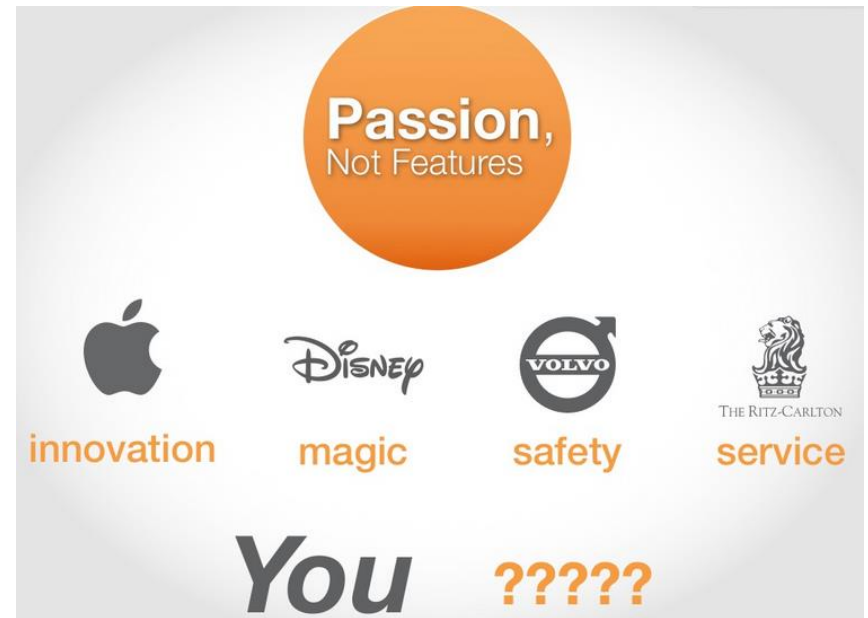 Passion,
Not Features
Disney
VOLVO
THE RITZ-CARLTON
innovation
magic
safety
service
You
?????